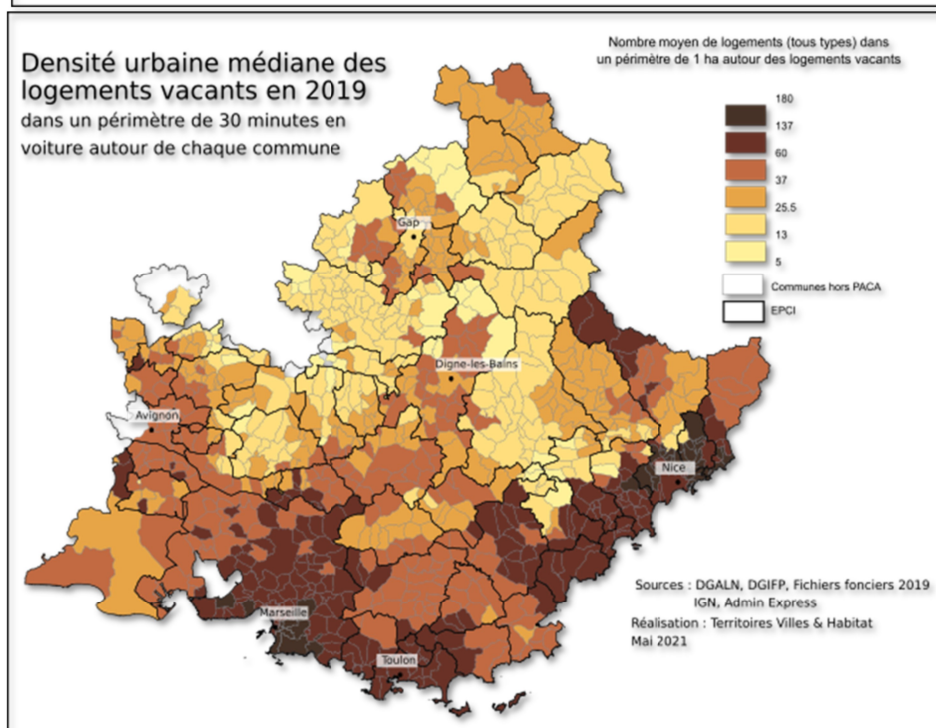 Densité urbaine médiane des
logements vacants en 2019
dans un périmètre de 30 minutes en
voiture autour de chaque commune
Nombre moyen de logements (tous types) dans
un périmètre de 1 ha autour des logements vacants
180
137
60
37
25.5
13
5
Communes hors PACA
EPCI
Gap
Digne-les-Bains
Avignon
Nice
Marseille
Toulon
Sources : DGALN, DGIFP, Fichiers fonciers 2019
IGN, Admin Express
Réalisation : Territoires Villes & Habitat
Mai 2021